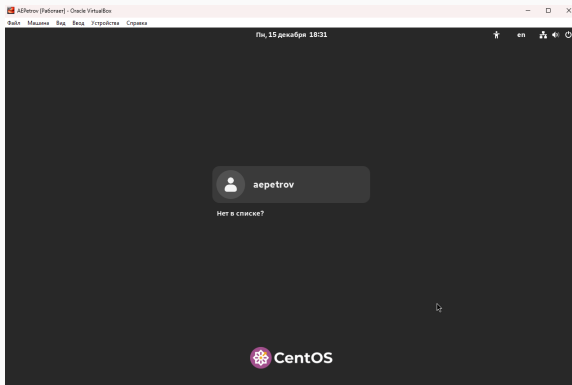 AEPetrov [Работает] - Oracle VirtualBox
Файл Машина Вид Ввод Устройства Справка
Пн, 15 декабря 18:31
en
aepetrov
Нет в списке?
CentOS